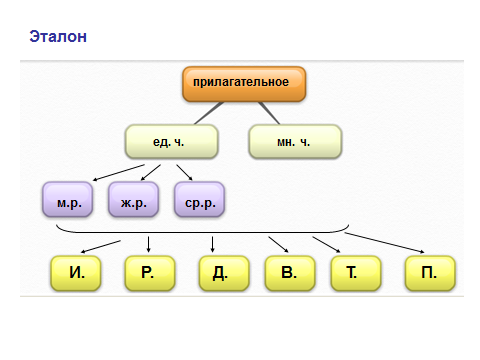 Эталон
прилагательное
ед. ч. мн. ч.
м.р. ж.р. ср.р.
И. Р. Д. В. Т. П.